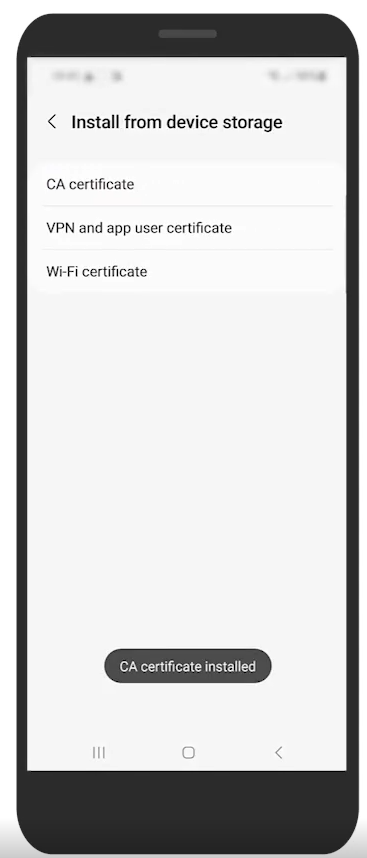 Install from device storage
CA certificate
VPN and app user certificate
Wi-Fi certificate
CA certificate installed